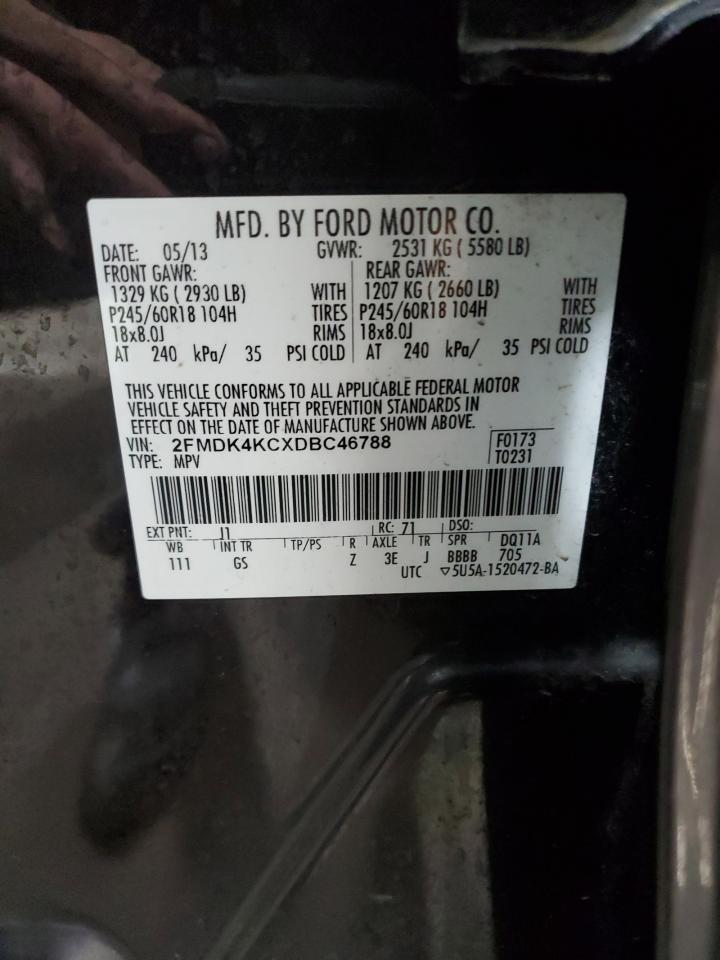 MFD. BY FORD MOTOR CO.
DATE: 05/13 GVWR: 2531 KG ( 5580 LB)
FRONT GAWR: REAR GAWR:
1329 KG ( 2930 LB) WITH 1207 KG ( 2660 LB) WITH
P245/60R18 104H TIRES P245/60R18 104H TIRES
18x8.0J RIMS 18x8.0J RIMS
AT 240 kPa/ 35 PSI COLD AT 240 kPa/ 35 PSI COLD
THIS VEHICLE CONFORMS TO ALL APPLICABLE FEDERAL MOTOR
VEHICLE SAFETY AND THEFT PREVENTION STANDARDS IN
EFFECT ON THE DATE OF MANUFACTURE SHOWN ABOVE.
VIN: 2FMDK4KCXDBC46788 F0173
TYPE: MPV T0231
EXT PNT: J1 RC: 71 DSO:
WB INT TR TP/PS R AXLE TR SPR DQ11A
111 GS Z 3E J BBBB 705
UTC ▽5U5A-1520472-BA